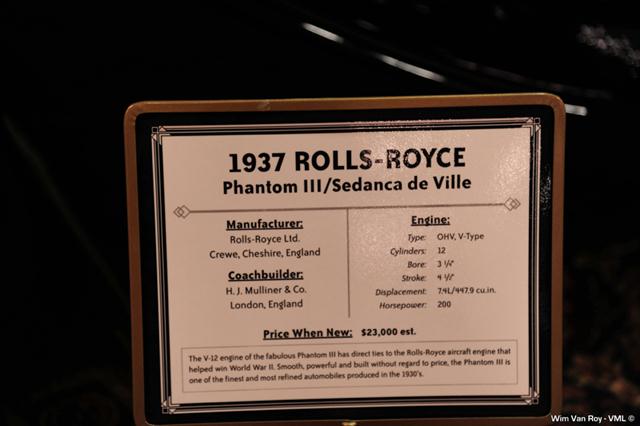 1937 ROLLS-ROYCE
Phantom III/Sedanca de Ville
Manufacturer:
Rolls-Royce Ltd.
Crewe, Cheshire, England
Coachbuilder:
H. J. Mulliner & Co.
London, England
Engine:
Type: OHV, V-Type
Cylinders: 12
Bore: 3 ¼"
Stroke: 4 ½"
Displacement: 7.4L/447.9 cu.in.
Horsepower: 200
Price When New: $23,000 est.
The V-12 engine of the fabulous Phantom III has direct ties to the Rolls-Royce aircraft engine that
helped win World War II. Smooth, powerful and built without regard to price, the Phantom III is
one of the finest and most refined automobiles produced in the 1930's.
Wim Van Roy - VML ©